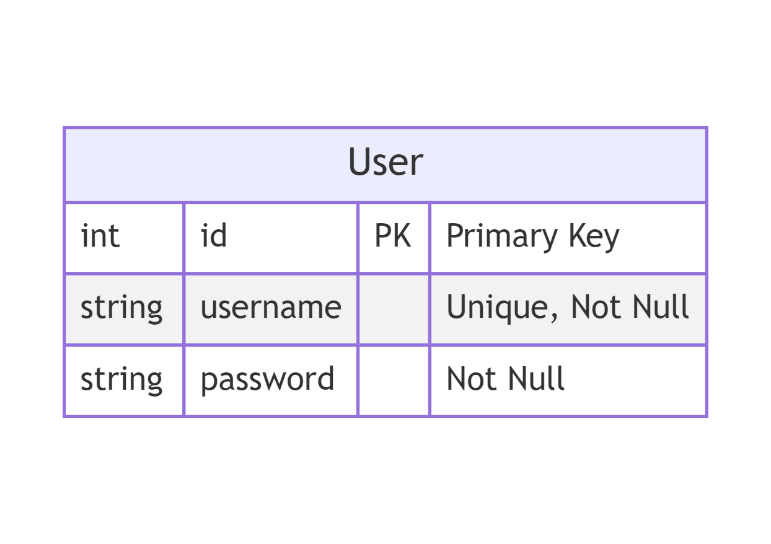 User
int id PK Primary Key
string username Unique, Not Null
string password Not Null